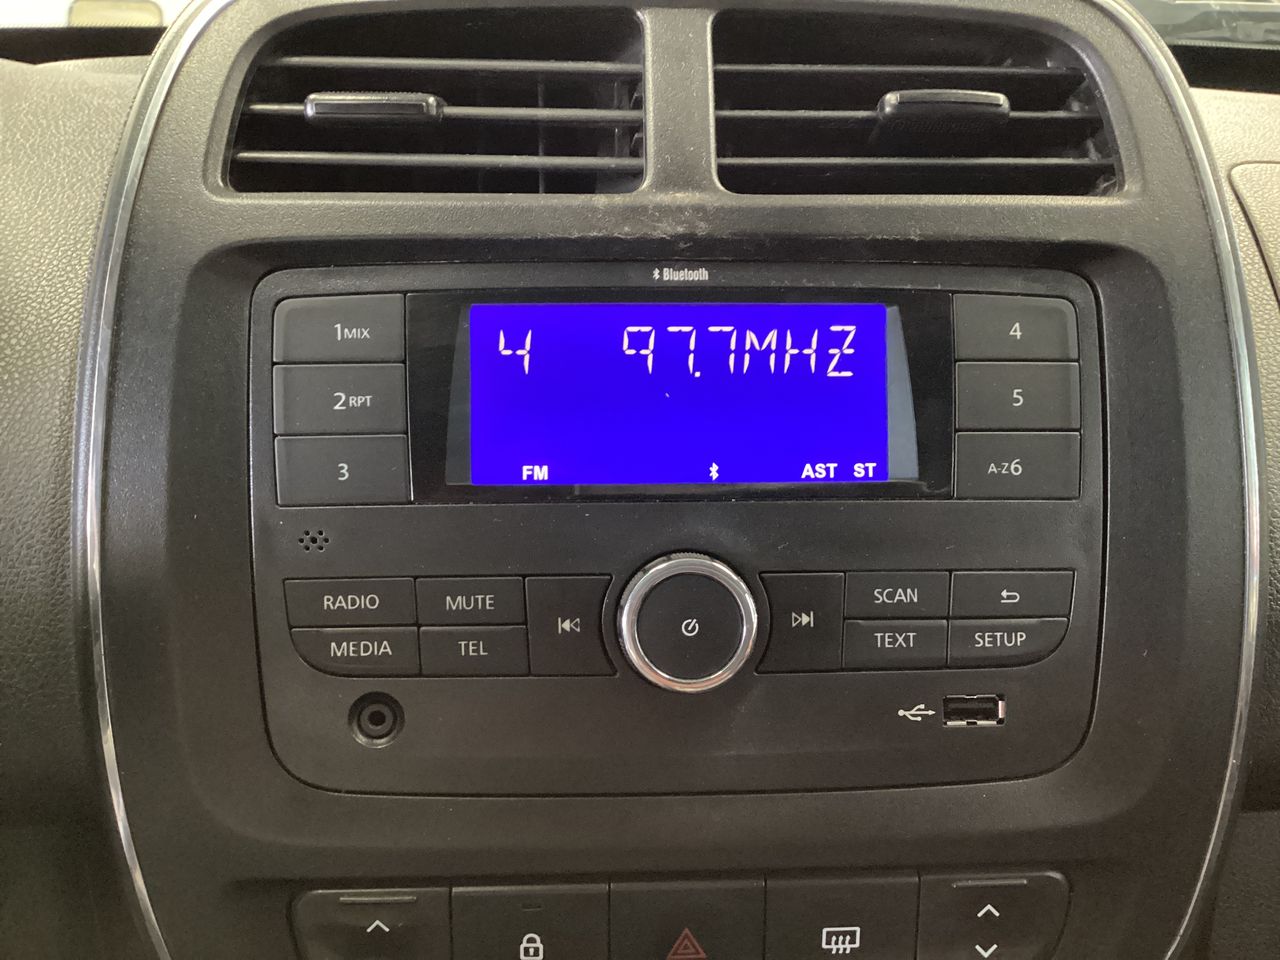 Bluetooth
1MIX
4 97.7MHZ
4
2RPT
5
3
FM AST ST
A-Z6
RADIO
MUTE
SCAN
MEDIA
TEL
TEXT
SETUP